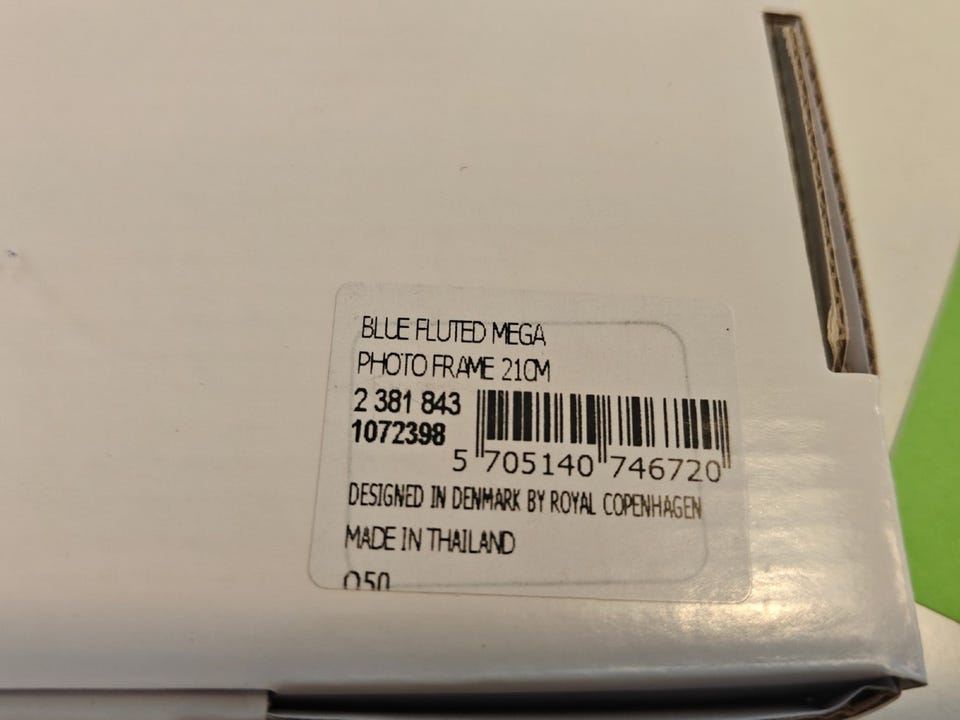 BLUE FLUTED MEGA
PHOTO FRAME 21CM
2 381 843
1072398
5 705140 746720
DESIGNED IN DENMARK BY ROYAL COPENHAGEN
MADE IN THAILAND